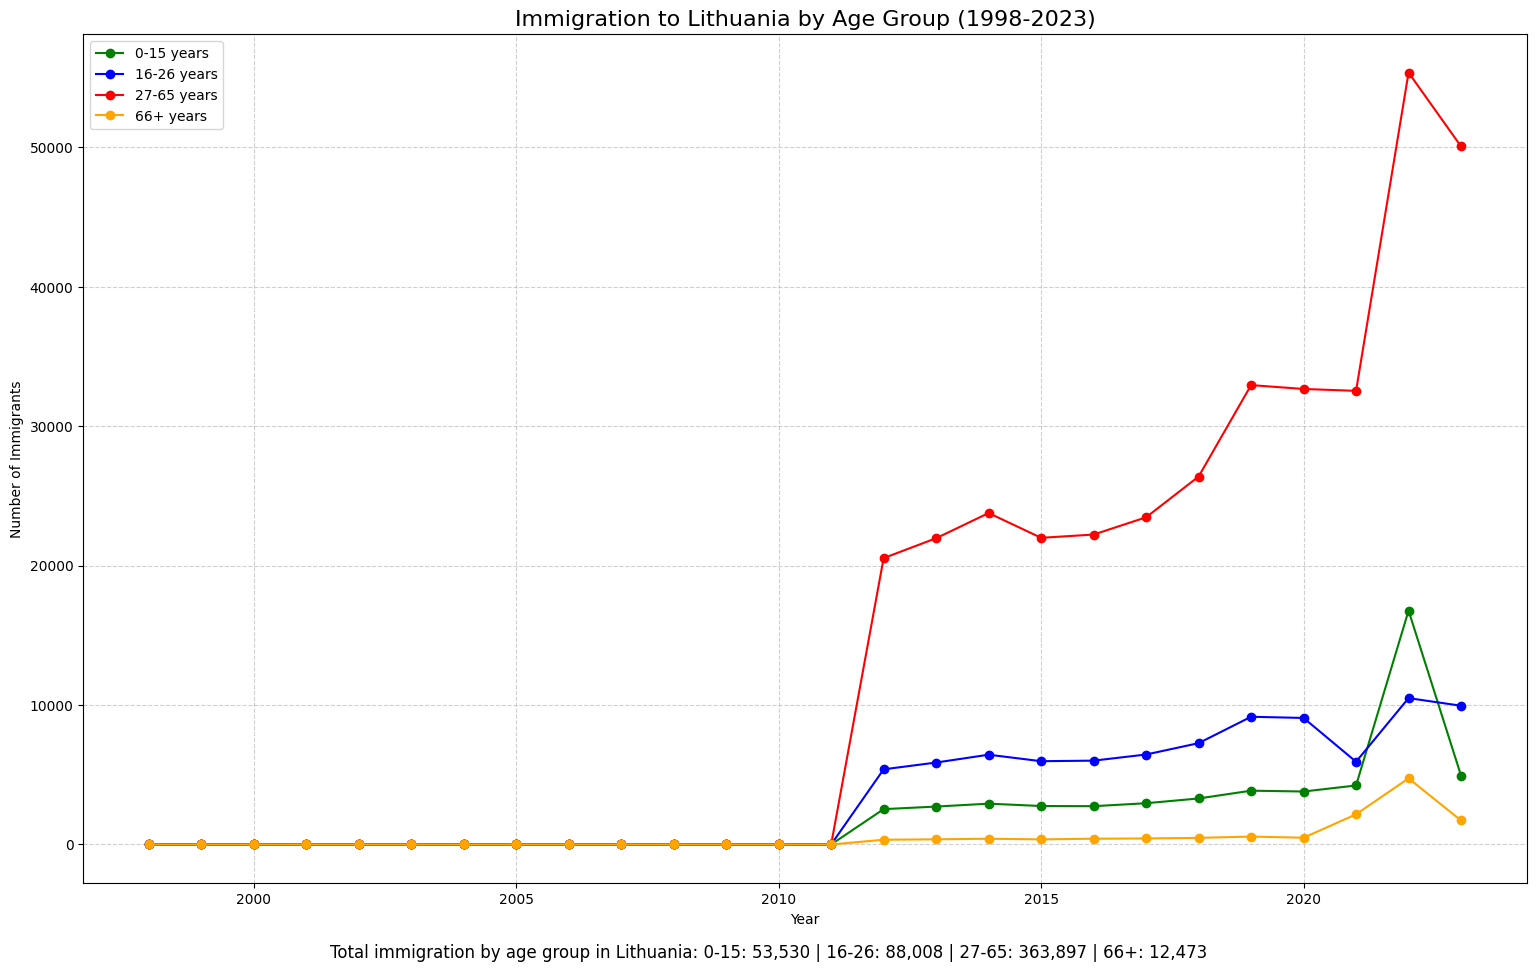 Immigration to Lithuania by Age Group (1998-2023)
0-15 years
16-26 years
27-65 years
66+ years
Number of Immigrants
50000
40000
30000
20000
10000
0
2000 2005 2010 2015 2020
Year
Total immigration by age group in Lithuania: 0-15: 53,530 | 16-26: 88,008 | 27-65: 363,897 | 66+: 12,473